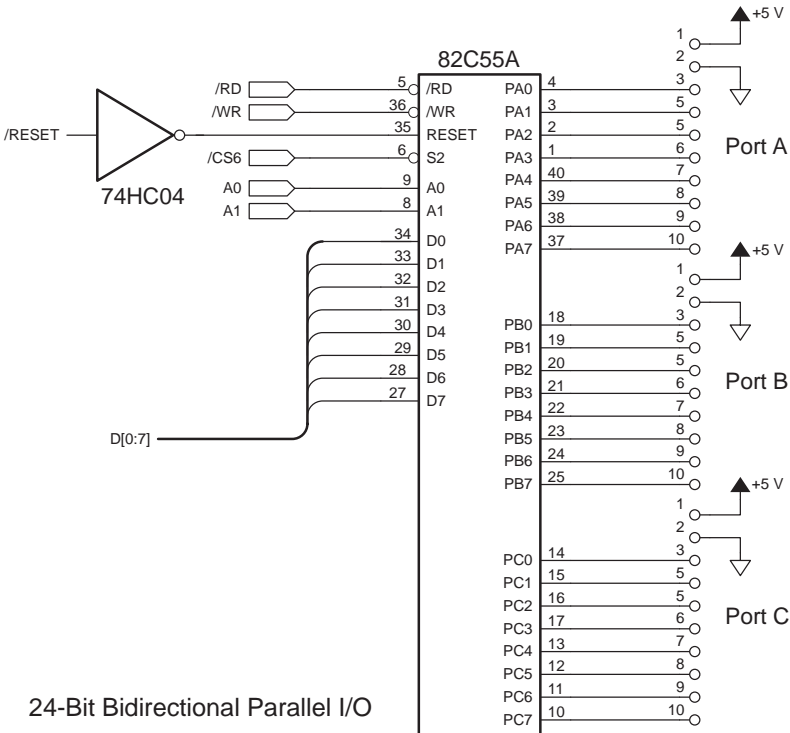 +5 V
1
82C55A
2
/RD 5 /RD PA0 4 3
/WR 36 /WR PA1 3 5
/RESET 35 RESET PA2 2 5
Port A
/CS6 6 S2 PA3 1 6
74HC04
A0 9 A0 PA4 40 7
A1 8 A1 PA5 39 8
PA6 38 9
34 D0 PA7 37 10
+5 V
33 D1 1
32 D2 2
31 D3 PB0 18 3
30 D4 PB1 19 5
29 D5 PB2 20 5
Port B
28 D6 PB3 21 6
27 D7 PB4 22 7
D[0:7] PB5 23 8
PB6 24 9
PB7 25 10
+5 V
1
2
PC0 14 3
PC1 15 5
PC2 16 5
Port C
PC3 17 6
PC4 13 7
PC5 12 8
PC6 11 9
24-Bit Bidirectional Parallel I/O
PC7 10 10